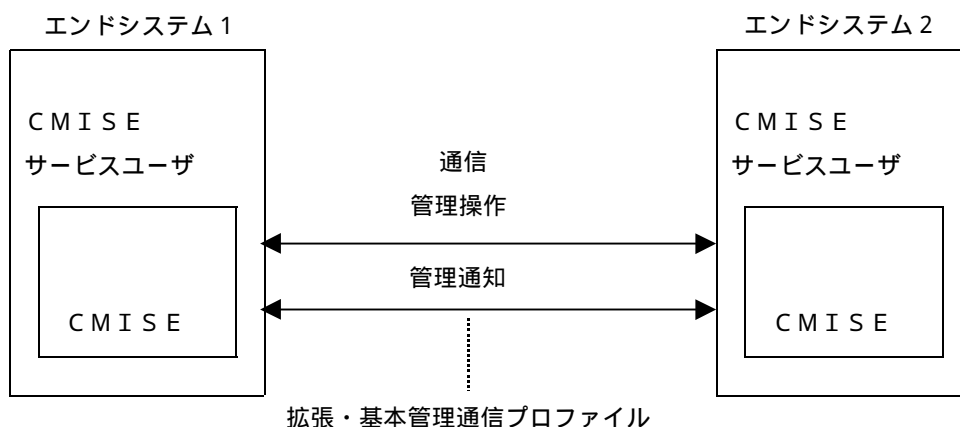 エンドシステム1
エンドシステム2
ＣＭＩＳＥ
サービスユーザ
ＣＭＩＳＥ
通信
管理操作
管理通知
拡張・基本管理通信プロファイル
ＣＭＩＳＥ
サービスユーザ
ＣＭＩＳＥ